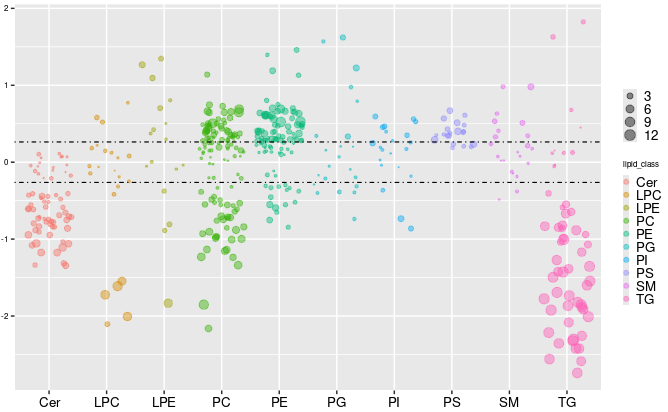 2
1
0
-1
-2
Cer LPC LPE PC PE PG PI PS SM TG
3
6
9
12
lipid_class
Cer
LPC
LPE
PC
PE
PG
PI
PS
SM
TG